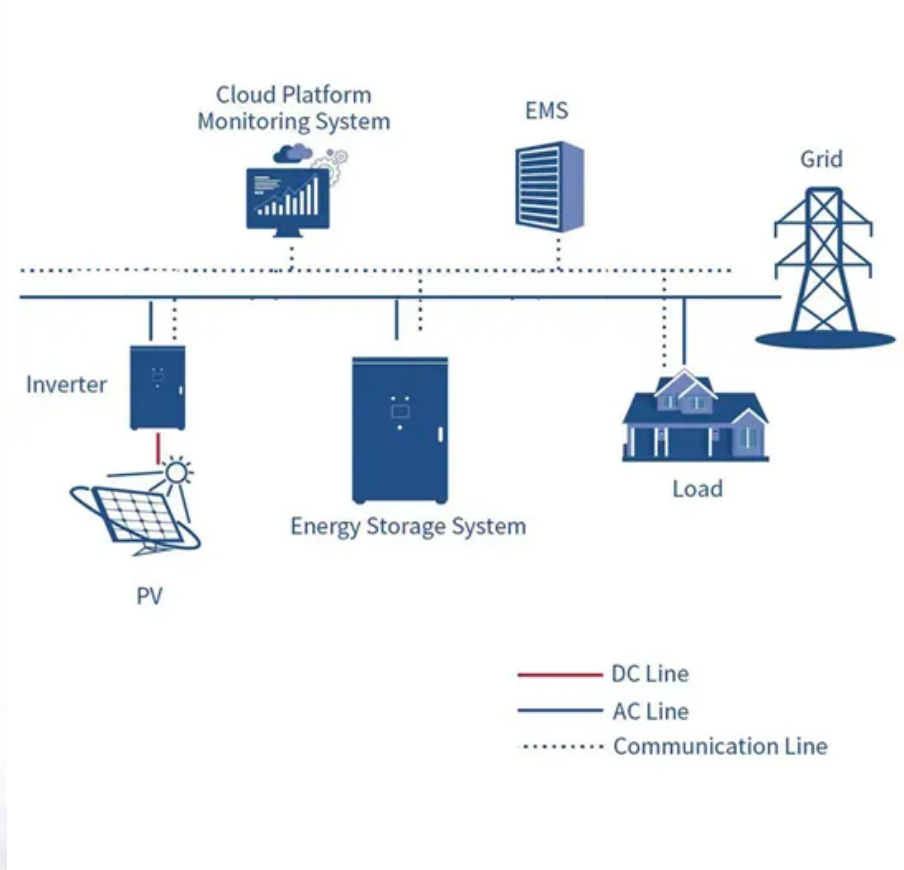 Cloud Platform
Monitoring System
EMS
Grid
Inverter
Load
Energy Storage System
PV
DC Line
AC Line
Communication Line